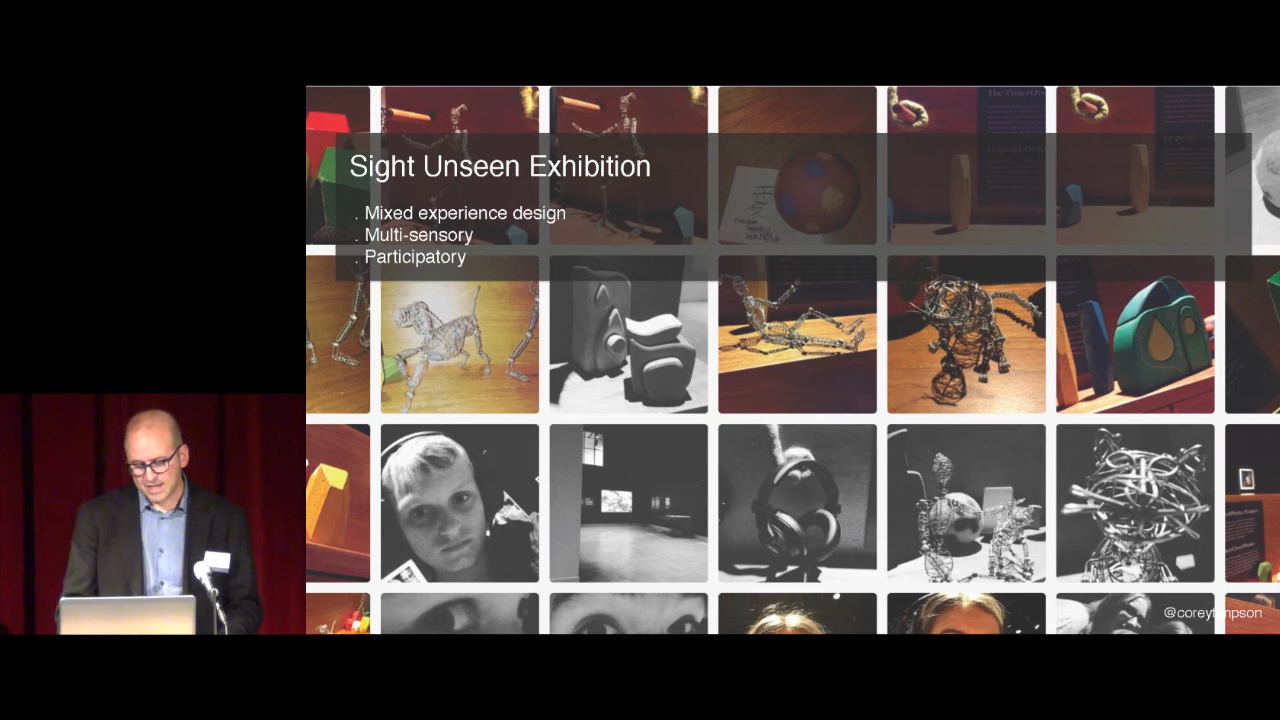 Sight Unseen Exhibition
. Mixed experience design
. Multi-sensory
. Participatory